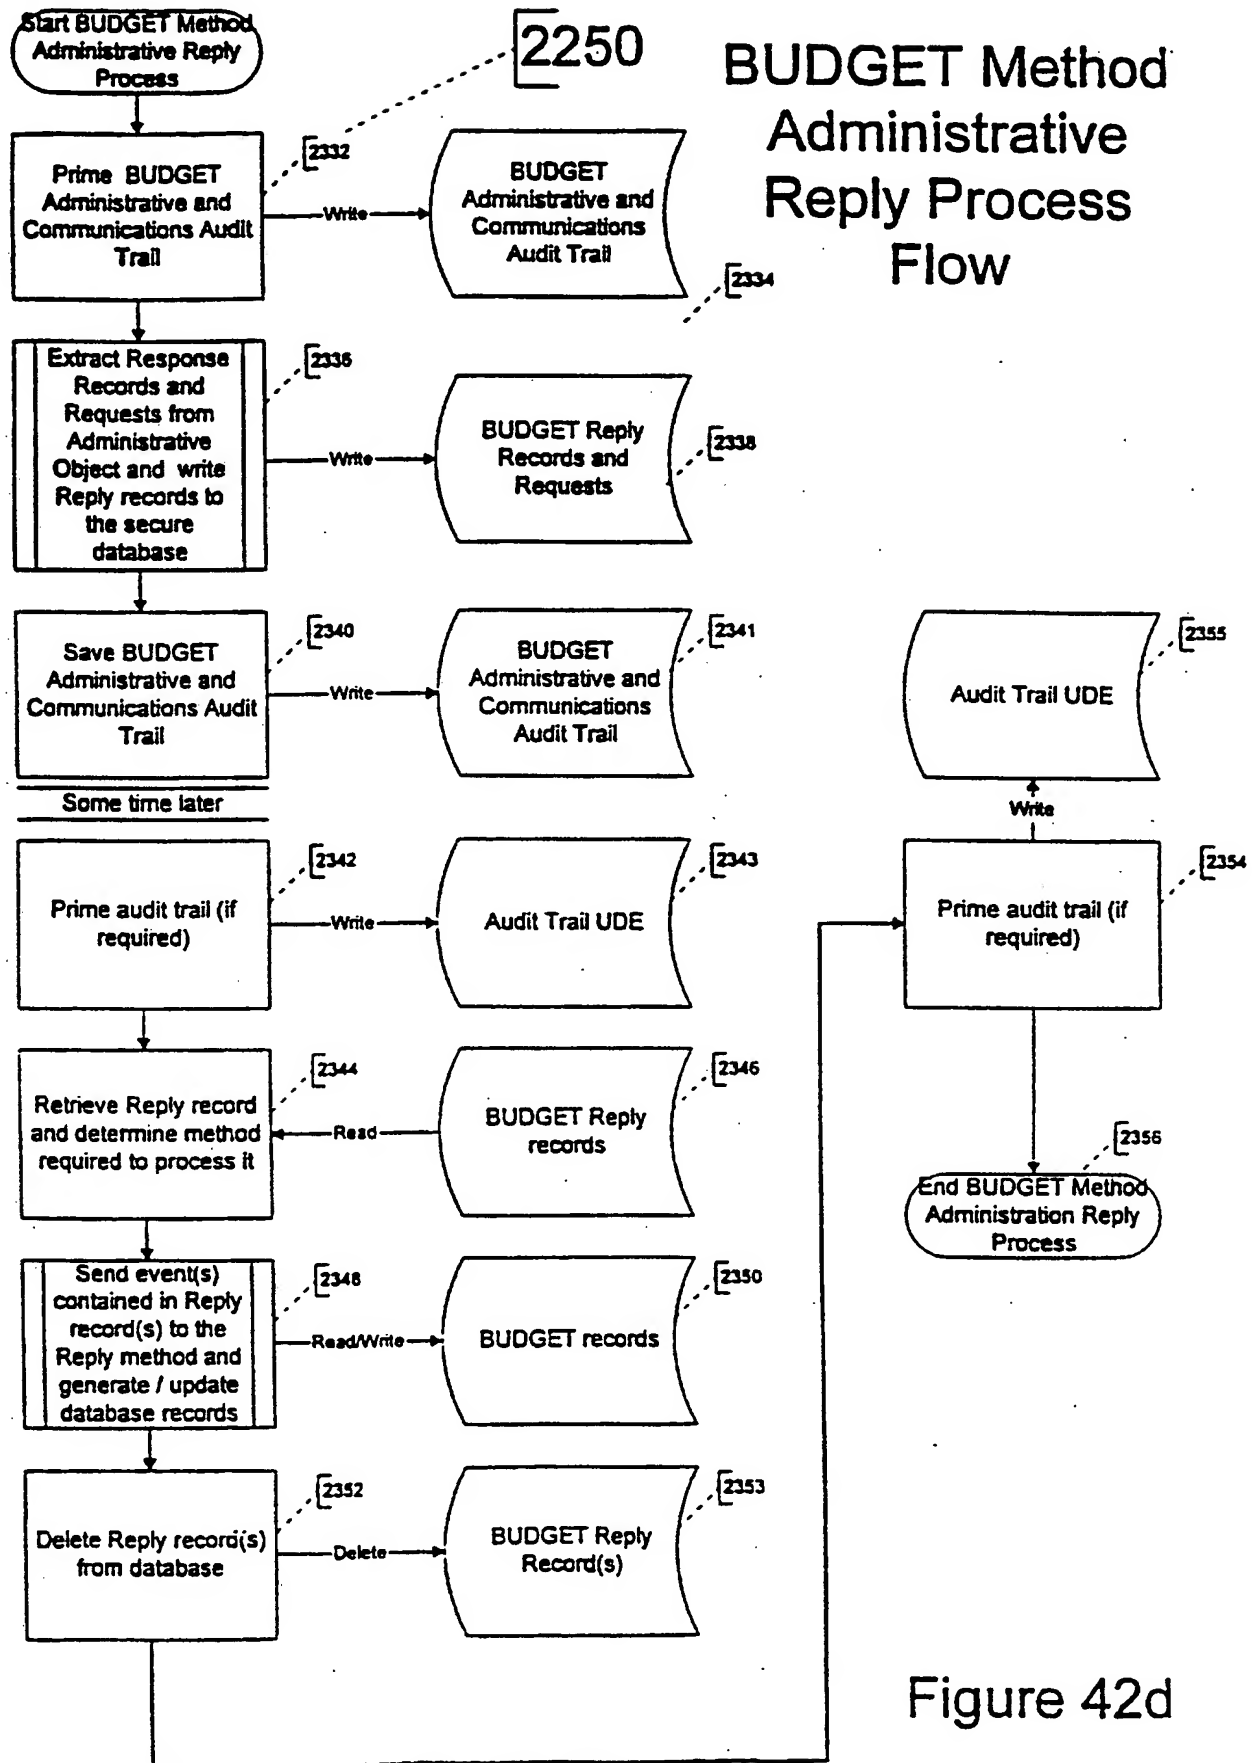 Start BUDGET Method
Administrative Reply
Process
2250
BUDGET Method
Administrative
Reply Process
Flow
Prime BUDGET
Administrative and
Communications Audit
Trail
2332
Write
BUDGET
Administrative and
Communications
Audit Trail
2334
Extract Response
Records and
Requests from
Administrative
Object and write
Reply records to
the secure
database
2336
Write
BUDGET Reply
Records and
Requests
2338
Save BUDGET
Administrative and
Communications Audit
Trail
2340
Write
BUDGET
Administrative and
Communications
Audit Trail
2341
Some time later
Prime audit trail (if
required)
2342
Write
Audit Trail UDE
2343
Retrieve Reply record
and determine method
required to process it
2344
Read
BUDGET Reply
records
2346
Send event(s)
contained in Reply
record(s) to the
Reply method and
generate / update
database records
2348
Read/Write
BUDGET records
2350
Delete Reply record(s)
from database
2352
Delete
BUDGET Reply
Record(s)
2353
Audit Trail UDE
2355
Write
Prime audit trail (if
required)
2354
2356
End BUDGET Method
Administration Reply
Process
Figure 42d